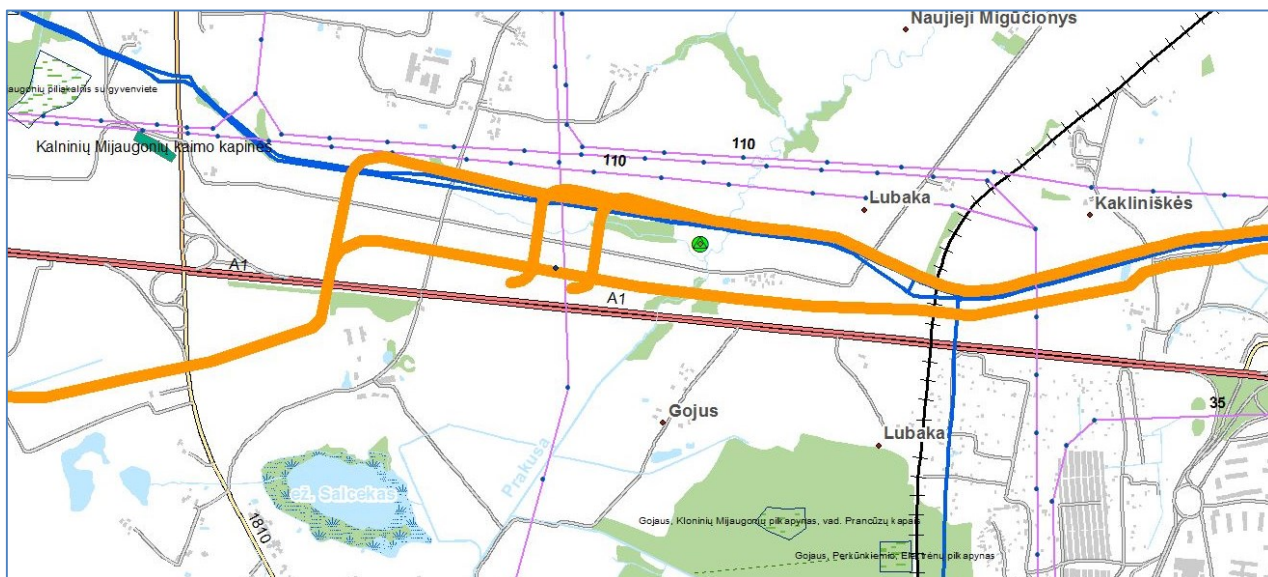 Naujieji Migūčionys
augonių piliakalnis su gyvenviete
Kalninių Mijaugonių kaimo kapinės
110
110
Lubaka
Kakliniškės
A1
A1
Gojus
35
Lubaka
Prakusa
ež. Salcekas
1810
Gojaus, Kloninių Mijaugonių pilkapynas, vad. Prancūzų kapais
Gojaus, Perkūnkiemio, Elektrėnų pilkapynas